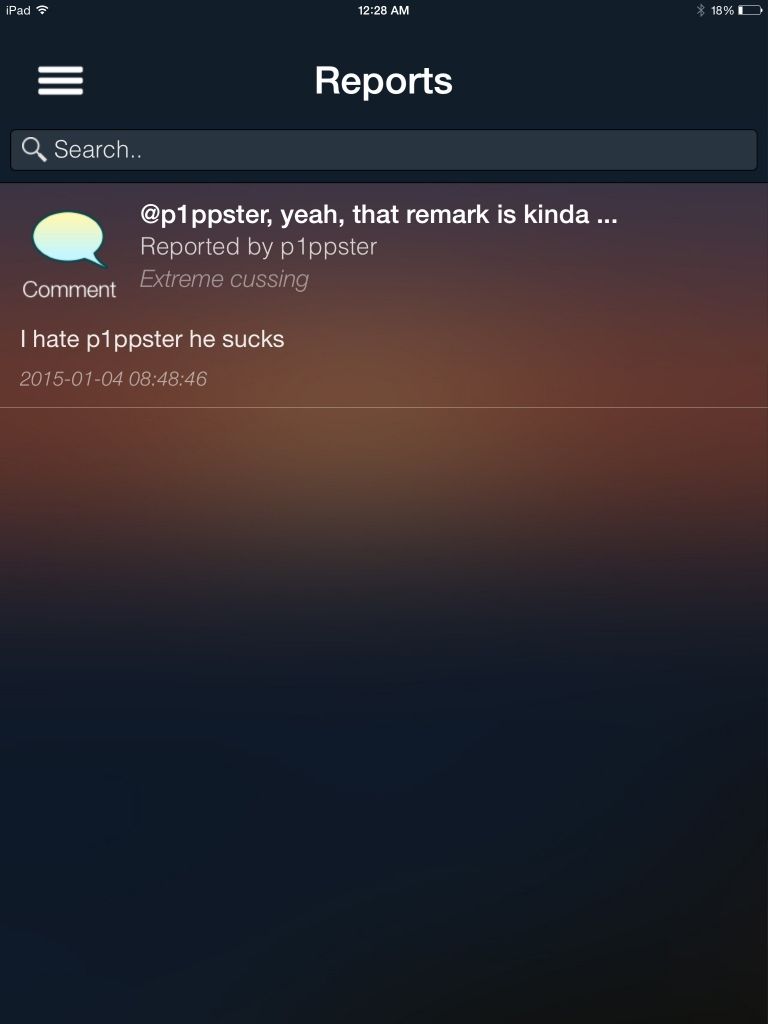 iPad 12:28 AM 18%
Reports
Search..
@p1ppster, yeah, that remark is kinda ...
Reported by p1ppster
Extreme cussing
Comment
I hate p1ppster he sucks
2015-01-04 08:48:46